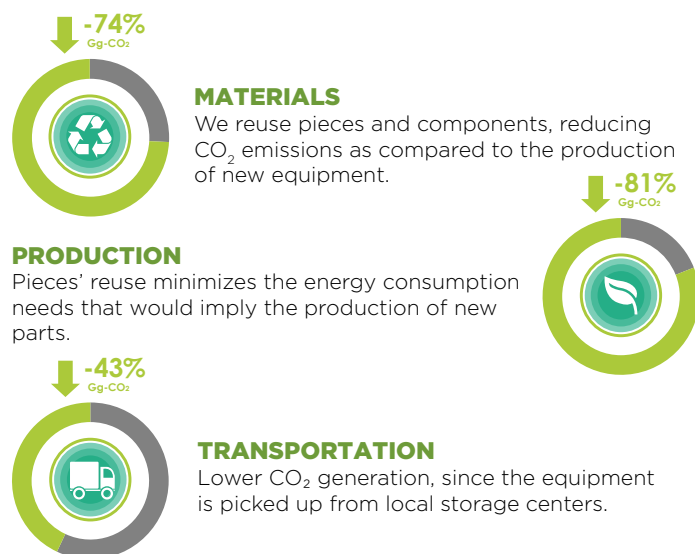 -74%
Gg-CO₂
MATERIALS
We reuse pieces and components, reducing
CO₂ emissions as compared to the production
of new equipment.
-81%
Gg-CO₂
PRODUCTION
Pieces’ reuse minimizes the energy consumption
needs that would imply the production of new
parts.
-43%
Gg-CO₂
TRANSPORTATION
Lower CO₂ generation, since the equipment
is picked up from local storage centers.